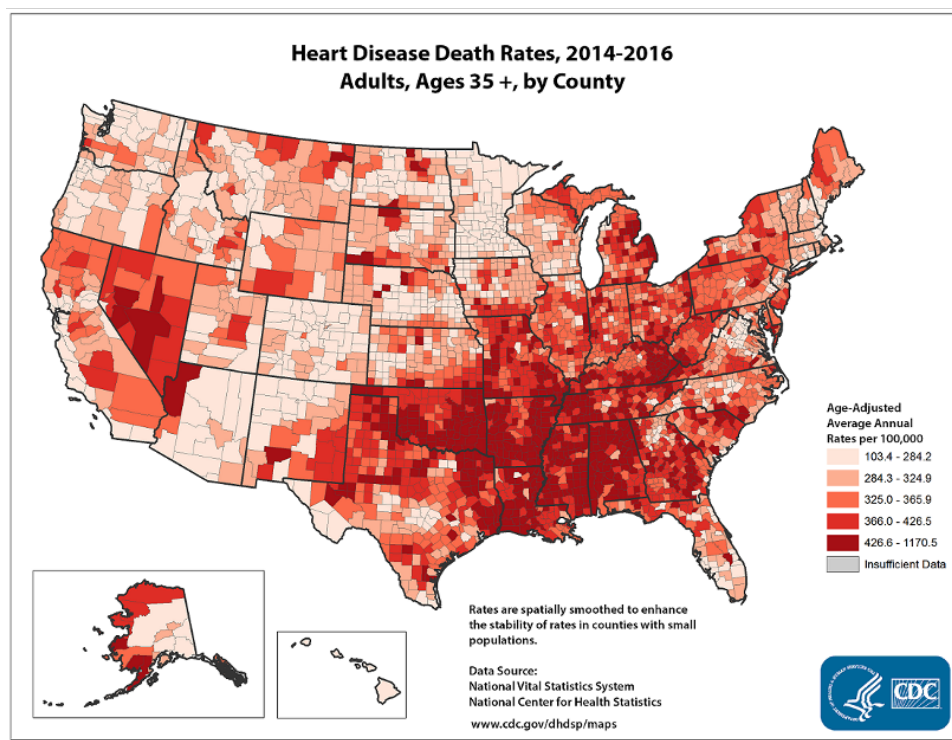 Heart Disease Death Rates, 2014-2016
Adults, Ages 35 +, by County
Age-Adjusted
Average Annual
Rates per 100,000
103.4 - 284.2
284.3 - 324.9
325.0 - 365.9
366.0 - 426.5
426.6 - 1170.5
Insufficient Data
Rates are spatially smoothed to enhance
the stability of rates in counties with small
populations.
Data Source:
National Vital Statistics System
National Center for Health Statistics
www.cdc.gov/dhdsp/maps
CDC